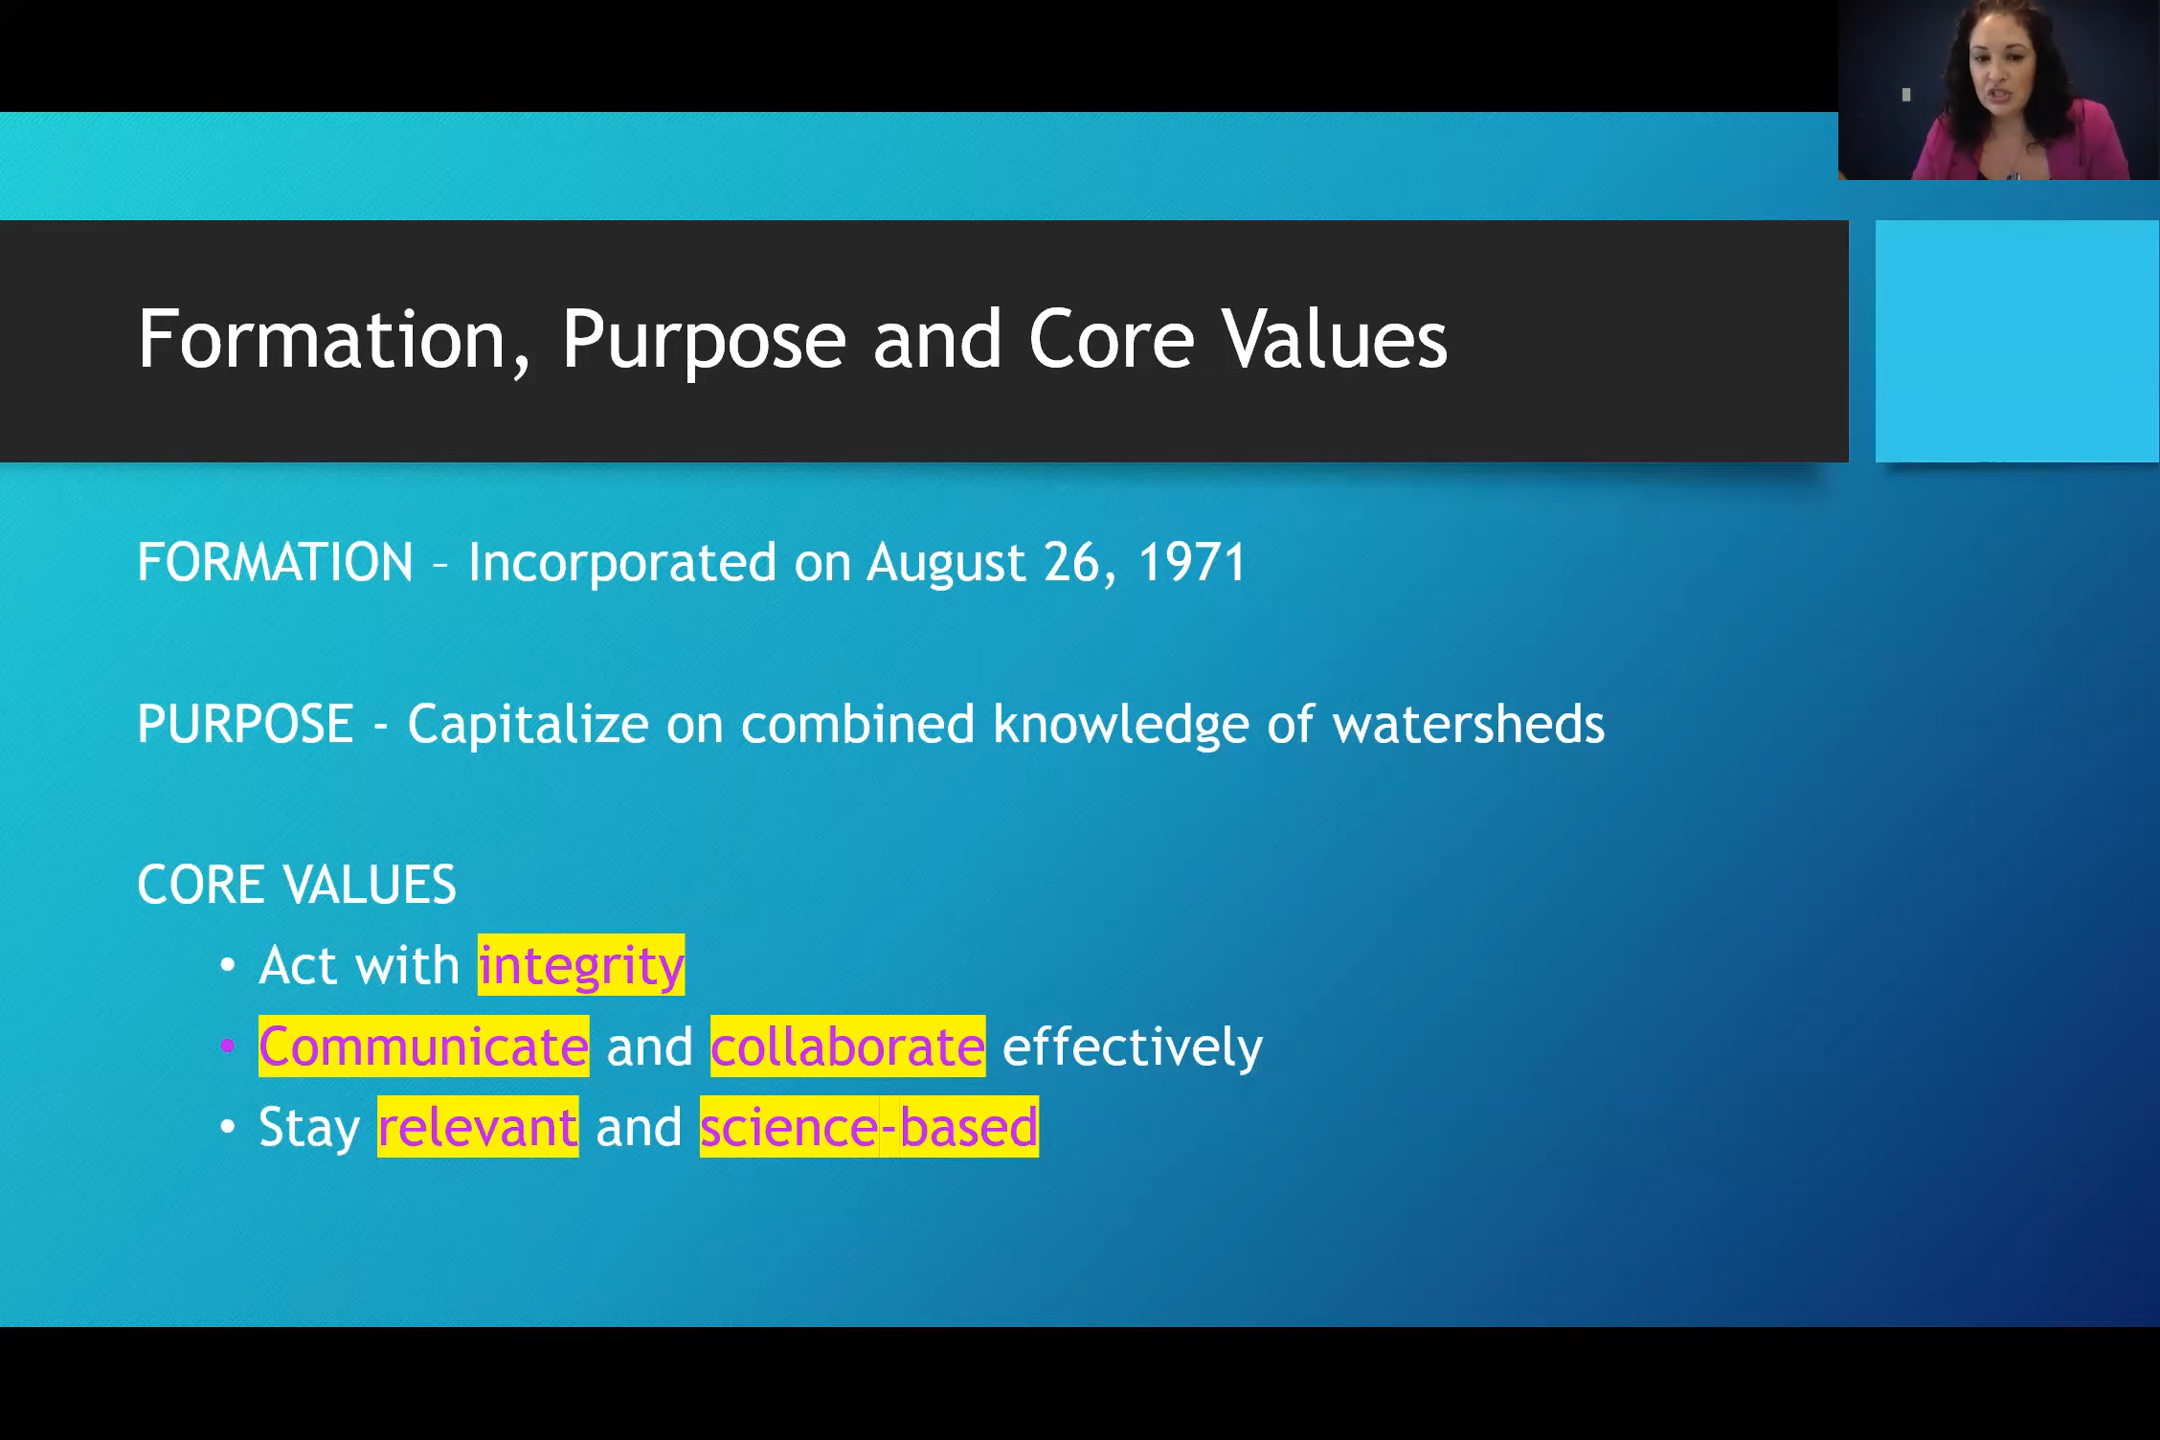 Formation, Purpose and Core Values
FORMATION – Incorporated on August 26, 1971
PURPOSE - Capitalize on combined knowledge of watersheds
CORE VALUES
• Act with integrity
• Communicate and collaborate effectively
• Stay relevant and science-based